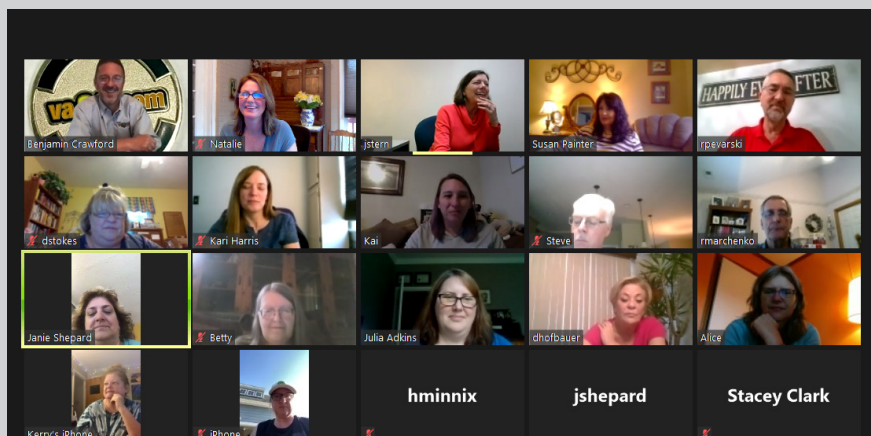 Benjamin Crawford
Natalie
jstern
Susan Painter
HAPPILY EVER AFTER
rpevarski
dstokes
Kari Harris
Kai
Steve
rmarchenko
Janie Shepard
Betty
Julia Adkins
dhofbauer
Alice
Kerry's iPhone
iPhone
hminnix
jshepard
Stacey Clark